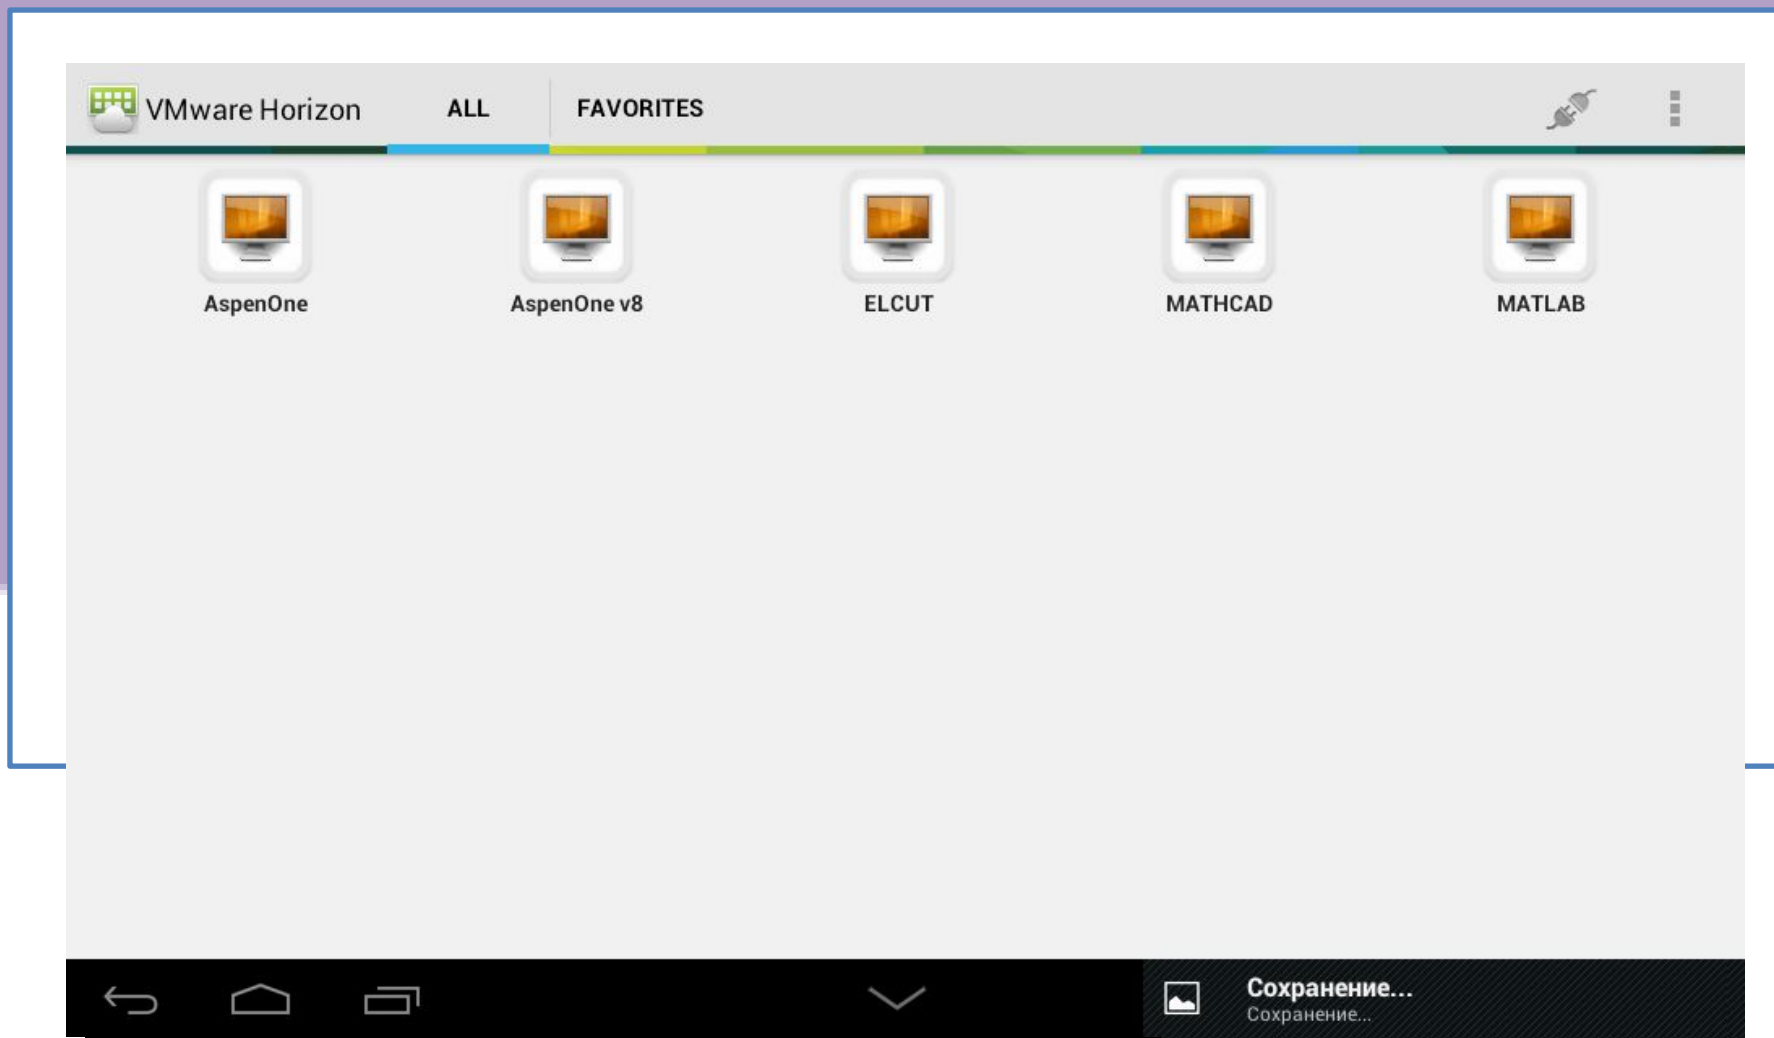 VMware Horizon ALL FAVORITES
AspenOne AspenOne v8 ELCUT MATHCAD MATLAB
Сохранение...
Сохранение...